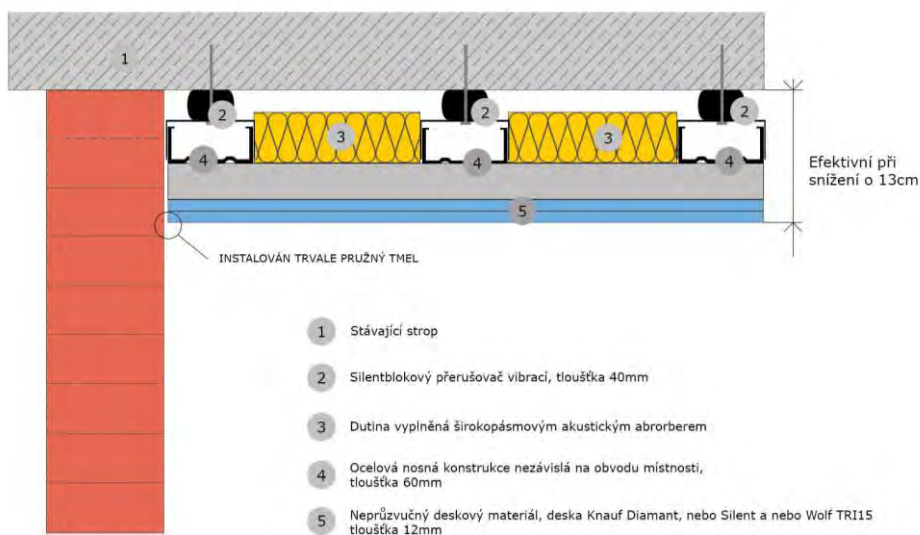 1
2
2
2
3
3
4
4
4
Efektivní při
snížení o 13cm
5
INSTALOVÁN TRVALE PRUŽNÝ TMEL
1 Stávající strop
2 Silentblokový přerušovač vibrací, tloušťka 40mm
3 Dutina vyplněná širokopásmovým akustickým abrorberem
4 Ocelová nosná konstrukce nezávislá na obvodu místnosti,
tloušťka 60mm
5 Neprůzvučný deskový materiál, deska Knauf Diamant, nebo Silent a nebo Wolf TRI15
tloušťka 12mm